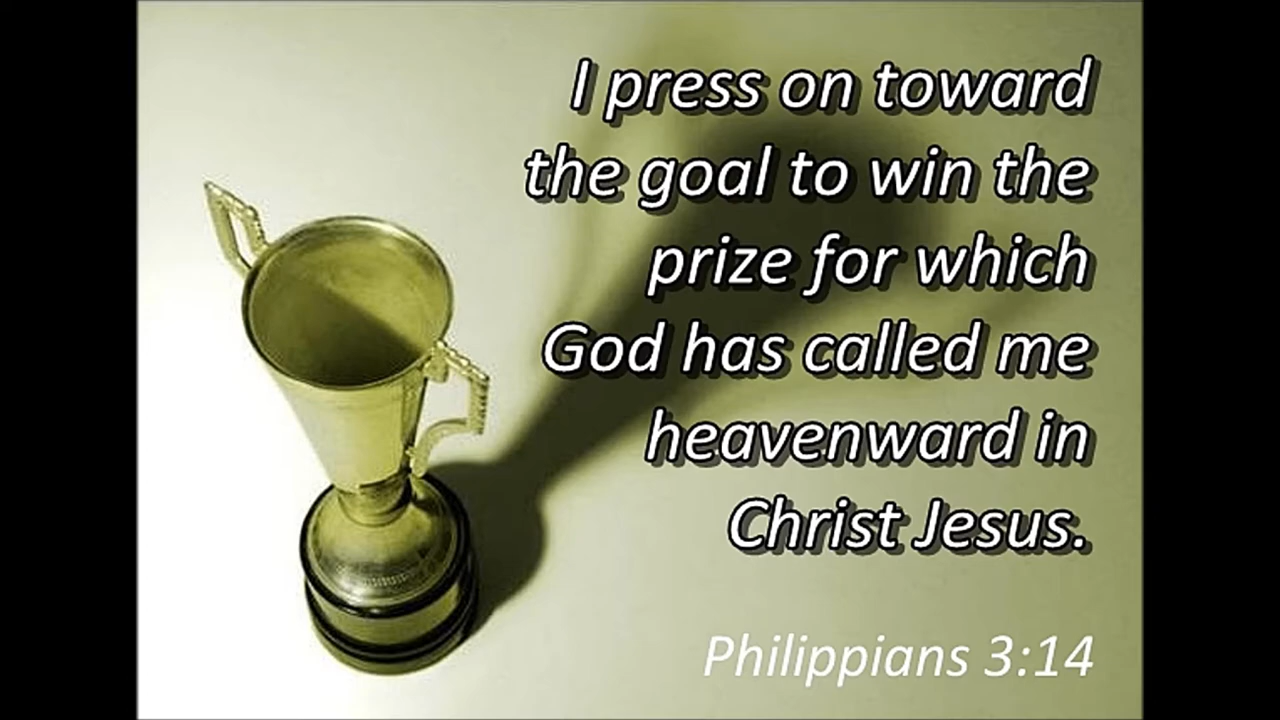 I press on toward
the goal to win the
prize for which
God has called me
heavenward in
Christ Jesus.
Philippians 3:14